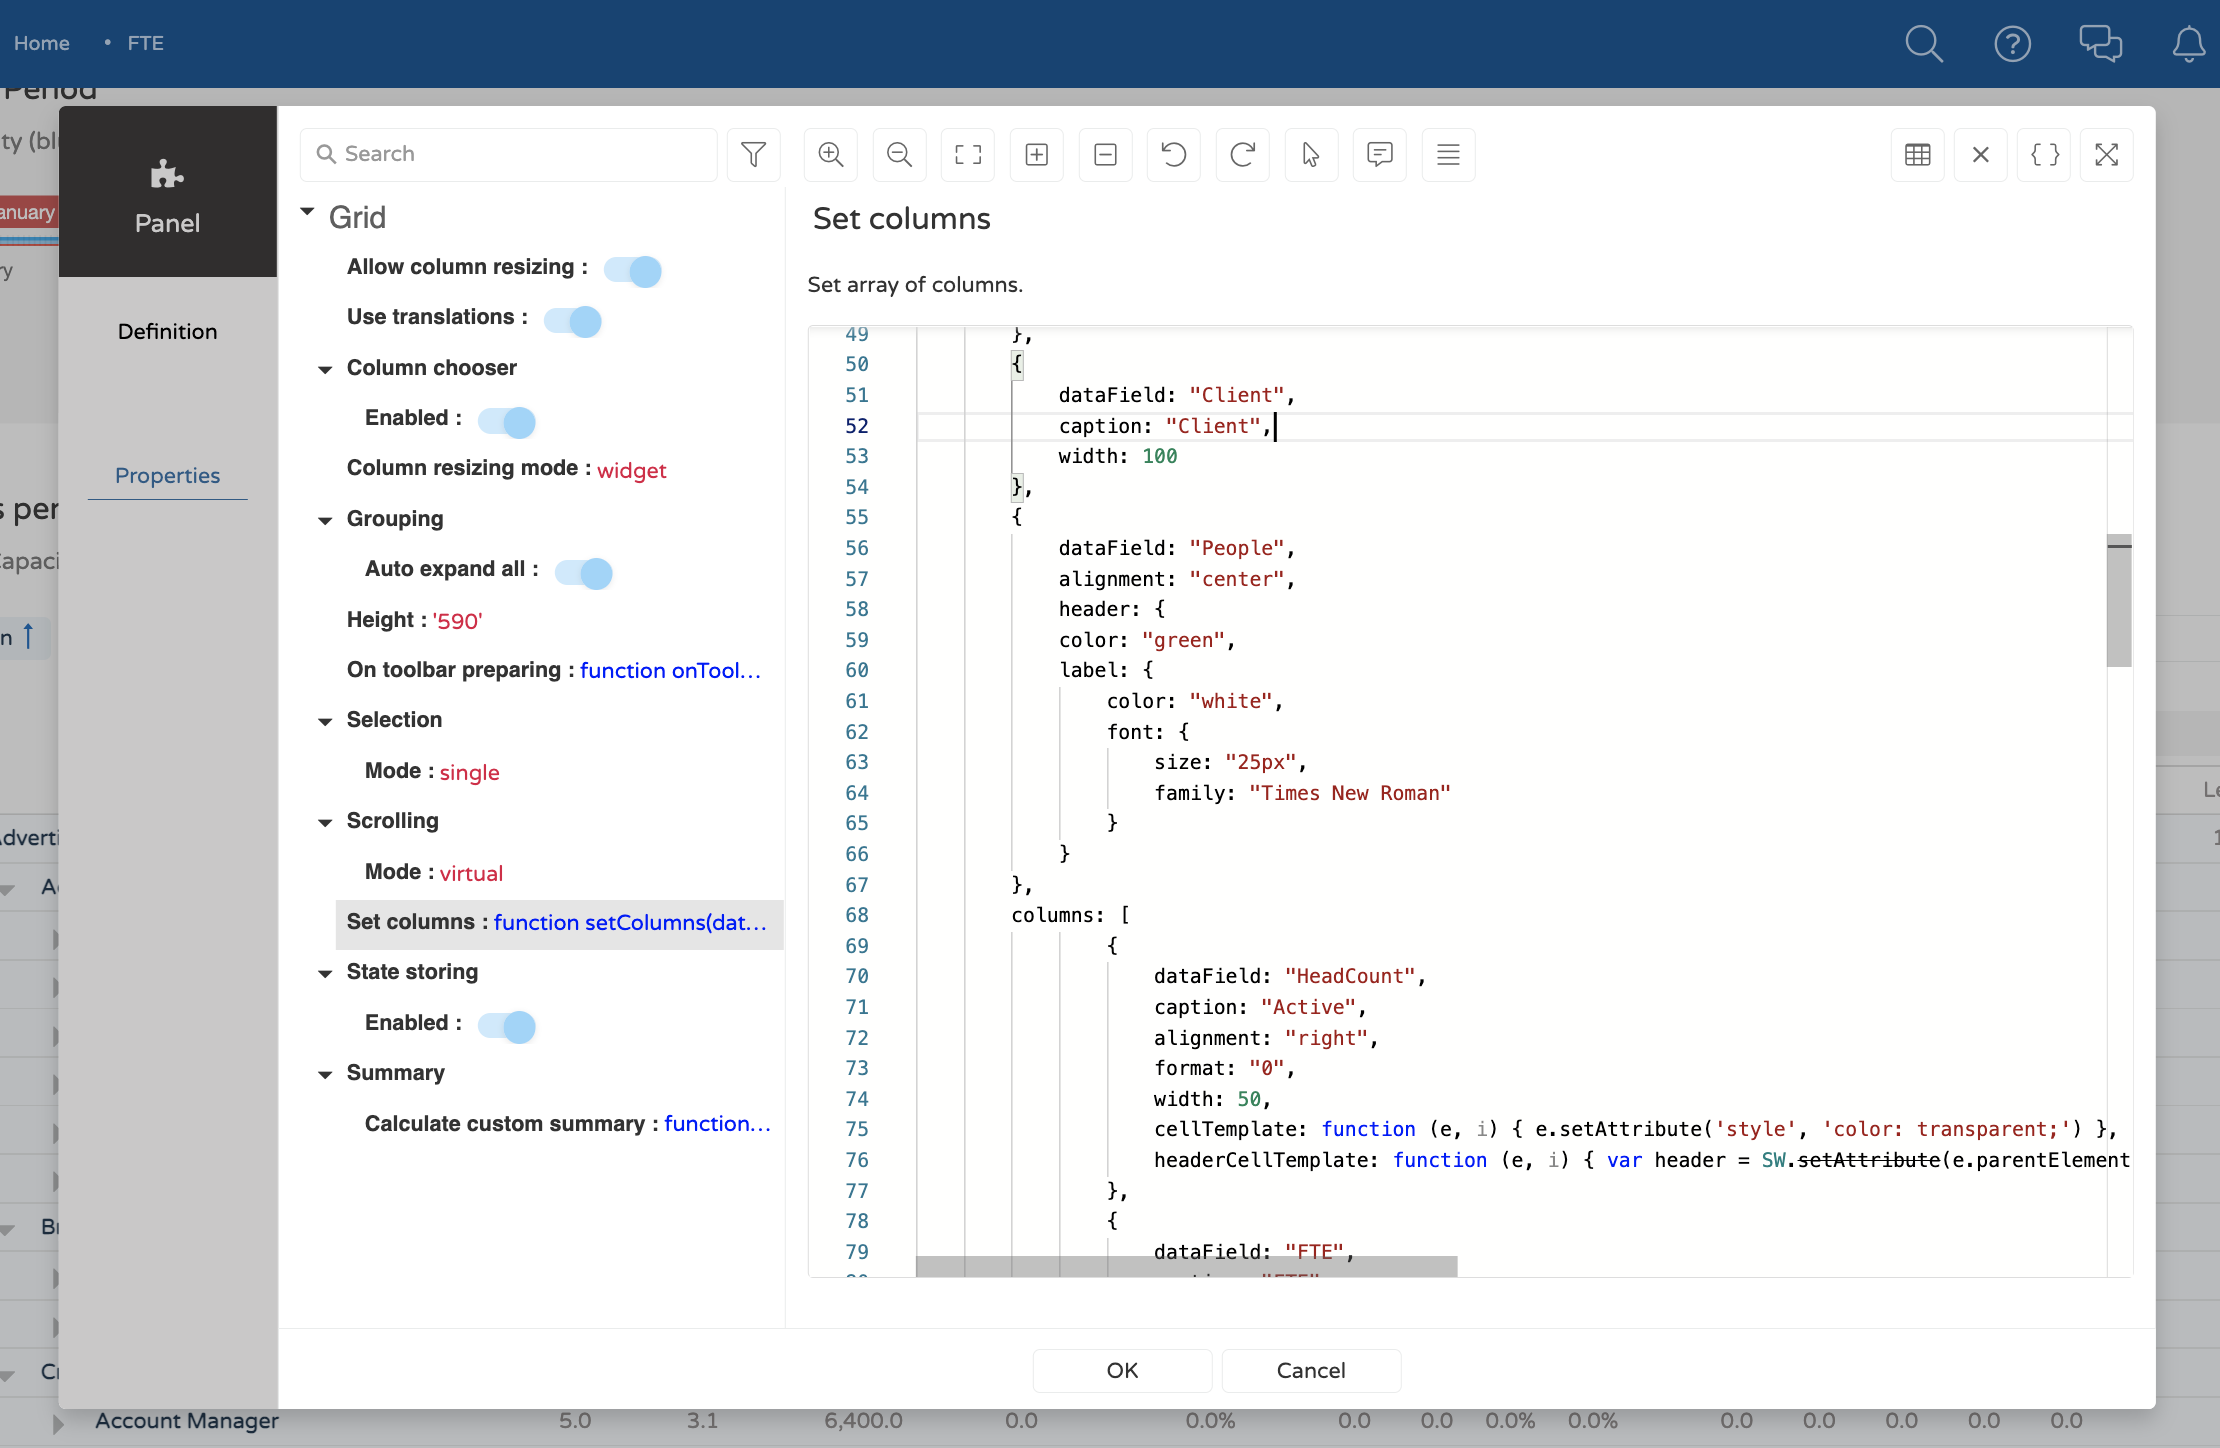 Home • FTE
Period
ty (bl
anuary
ry
s per
Capaci
n ↑
Adverti
Le
1
Panel
Definition
Properties
Search
Grid
Allow column resizing :
Use translations :
Column chooser
Enabled :
Column resizing mode : widget
Grouping
Auto expand all :
Height : '590'
On toolbar preparing : function onTool...
Selection
Mode : single
Scrolling
Mode : virtual
Set columns : function setColumns(dat...
State storing
Enabled :
Summary
Calculate custom summary : function...
Set columns
Set array of columns.
49 },
50 {
51 dataField: "Client",
52 caption: "Client",
53 width: 100
54 },
55 {
56 dataField: "People",
57 alignment: "center",
58 header: {
59 color: "green",
60 label: {
61 color: "white",
62 font: {
63 size: "25px",
64 family: "Times New Roman"
65 }
66 }
67 },
68 columns: [
69 {
70 dataField: "HeadCount",
71 caption: "Active",
72 alignment: "right",
73 format: "0",
74 width: 50,
75 cellTemplate: function (e, i) { e.setAttribute('style', 'color: transparent;') },
76 headerCellTemplate: function (e, i) { var header = SW.setAttribute(e.parentElement
77 },
78 {
79 dataField: "FTE",
OK
Cancel
Account Manager 5.0 3.1 6,400.0 0.0 0.0% 0.0 0.0 0.0% 0.0% 0.0 0.0 0.0 0.0 0.0